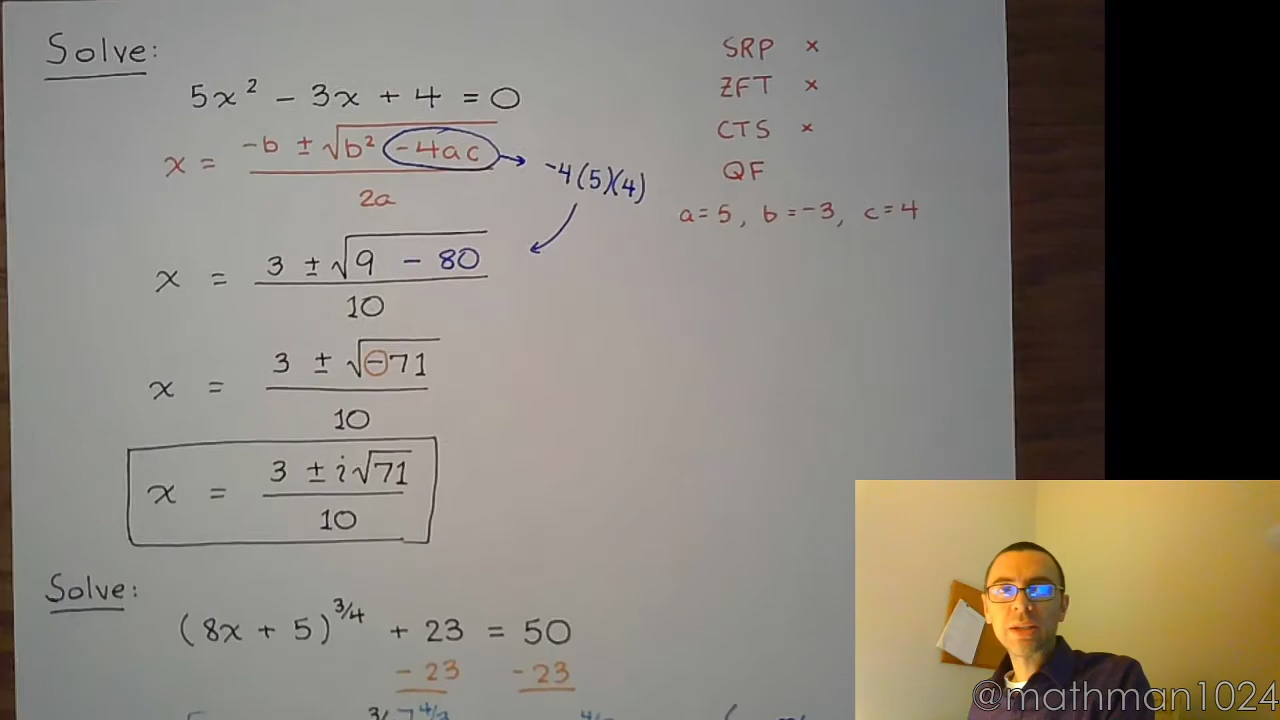 Solve:
5x² - 3x + 4 = 0
x = (-b ± √(b² - 4ac)) / 2a
-4(5)(4)
x = (3 ± √(9 - 80)) / 10
x = (3 ± √-71) / 10
x = (3 ± i√71) / 10
SRP ×
ZFT ×
CTS ×
QF
a = 5, b = -3, c = 4
Solve:
(8x + 5)^3/4 + 23 = 50
- 23 - 23
@mathman1024